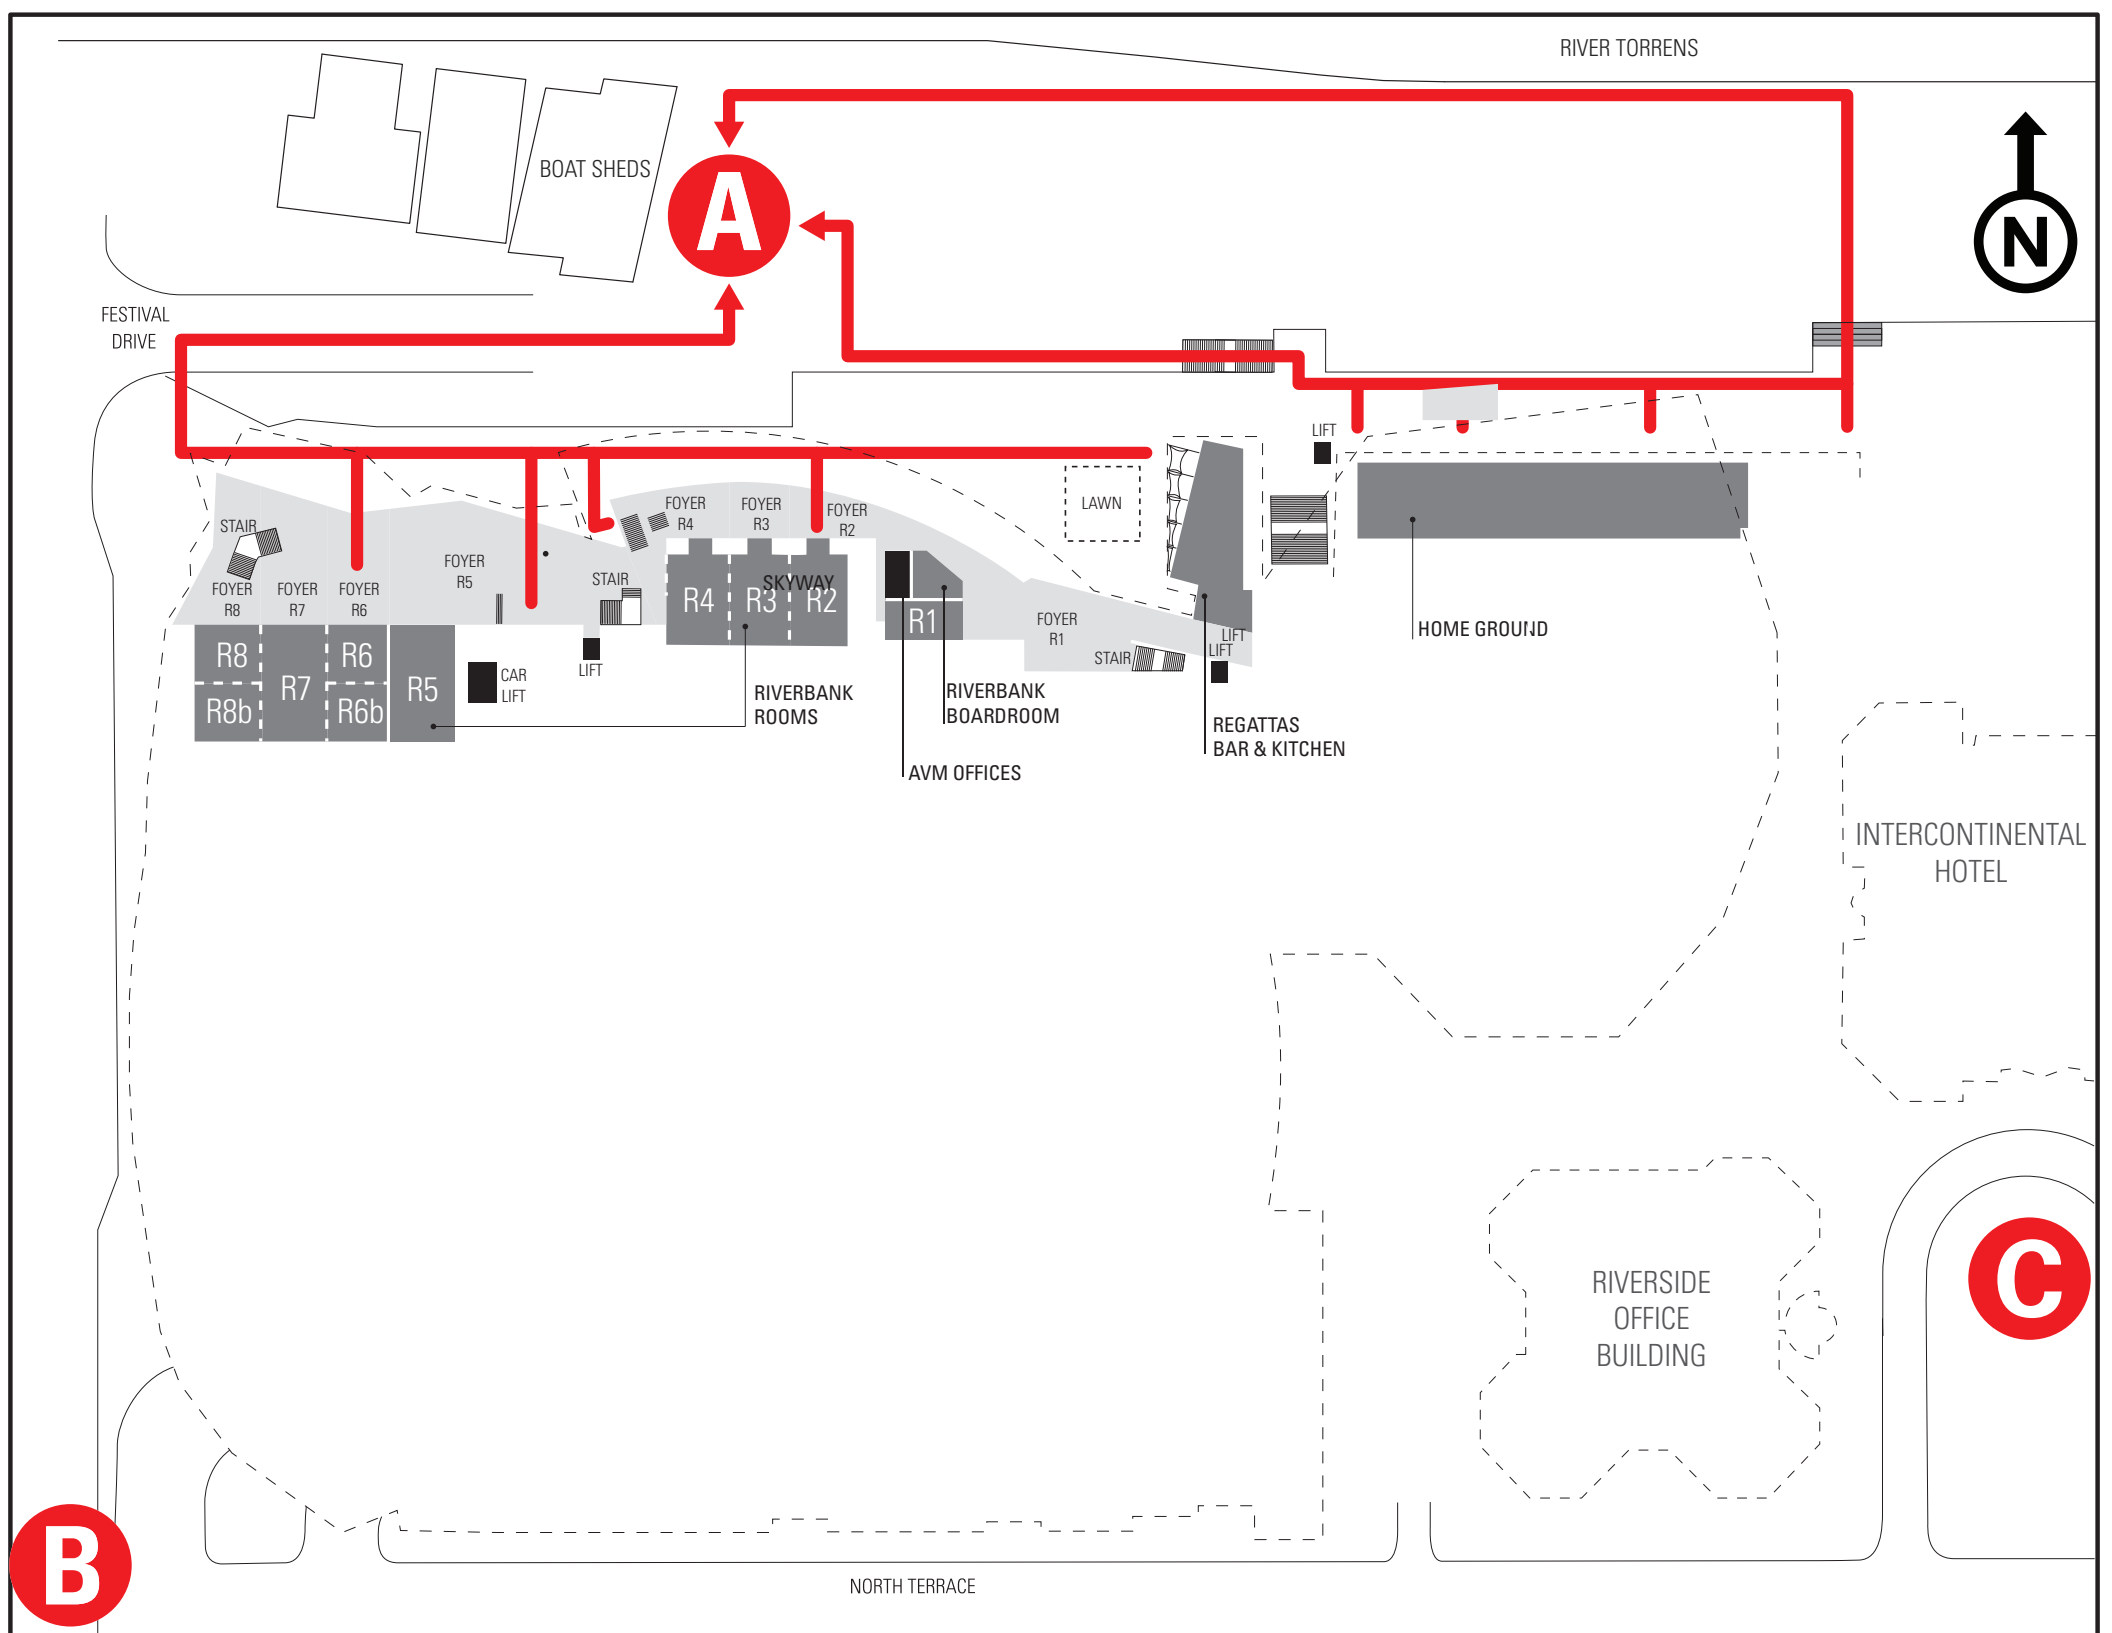 RIVER TORRENS
BOAT SHEDS
A
N
FESTIVAL
DRIVE
LIFT
LAWN
STAIR
FOYER
R8
FOYER
R7
FOYER
R6
FOYER
R5
STAIR
FOYER
R4
FOYER
R3
FOYER
R2
SKYWAY
R4
R3
R2
R1
FOYER
R1
STAIR
LIFT
LIFT
HOME GROUND
R8
R8b
R7
R6
R6b
R5
CAR
LIFT
LIFT
RIVERBANK
ROOMS
RIVERBANK
BOARDROOM
AVM OFFICES
REGATTAS
BAR & KITCHEN
INTERCONTINENTAL
HOTEL
RIVERSIDE
OFFICE
BUILDING
C
B
NORTH TERRACE